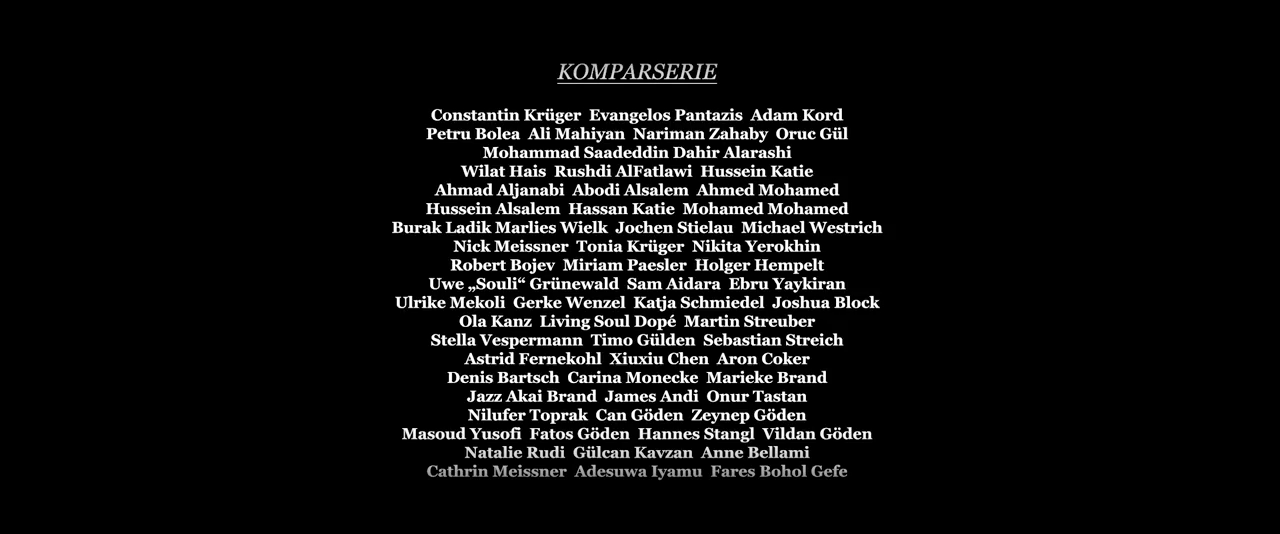 KOMPARSERIE
Constantin Krüger Evangelos Pantazis Adam Kord
Petru Bolea Ali Mahiyan Nariman Zahaby Oruc Gül
Mohammad Saadeddin Dahir Alarashi
Wilat Hais Rushdi AlFatlawi Hussein Katie
Ahmad Aljanabi Abodi Alsalem Ahmed Mohamed
Hussein Alsalem Hassan Katie Mohamed Mohamed
Burak Ladik Marlies Wielk Jochen Stielau Michael Westrich
Nick Meissner Tonia Krüger Nikita Yerokhin
Robert Bojev Miriam Paesler Holger Hempelt
Uwe „Souli“ Grünewald Sam Aidara Ebru Yaykiran
Ulrike Mekoli Gerke Wenzel Katja Schmiedel Joshua Block
Ola Kanz Living Soul Dopé Martin Streuber
Stella Vespermann Timo Gülden Sebastian Streich
Astrid Fernekohl Xiuxiu Chen Aron Coker
Denis Bartsch Carina Monecke Marieke Brand
Jazz Akai Brand James Andi Onur Tastan
Nilufer Toprak Can Göden Zeynep Göden
Masoud Yusofi Fatos Göden Hannes Stangl Vildan Göden
Natalie Rudi Gülcan Kavzan Anne Bellami
Cathrin Meissner Adesuwa Iyamu Fares Bohol Gefe